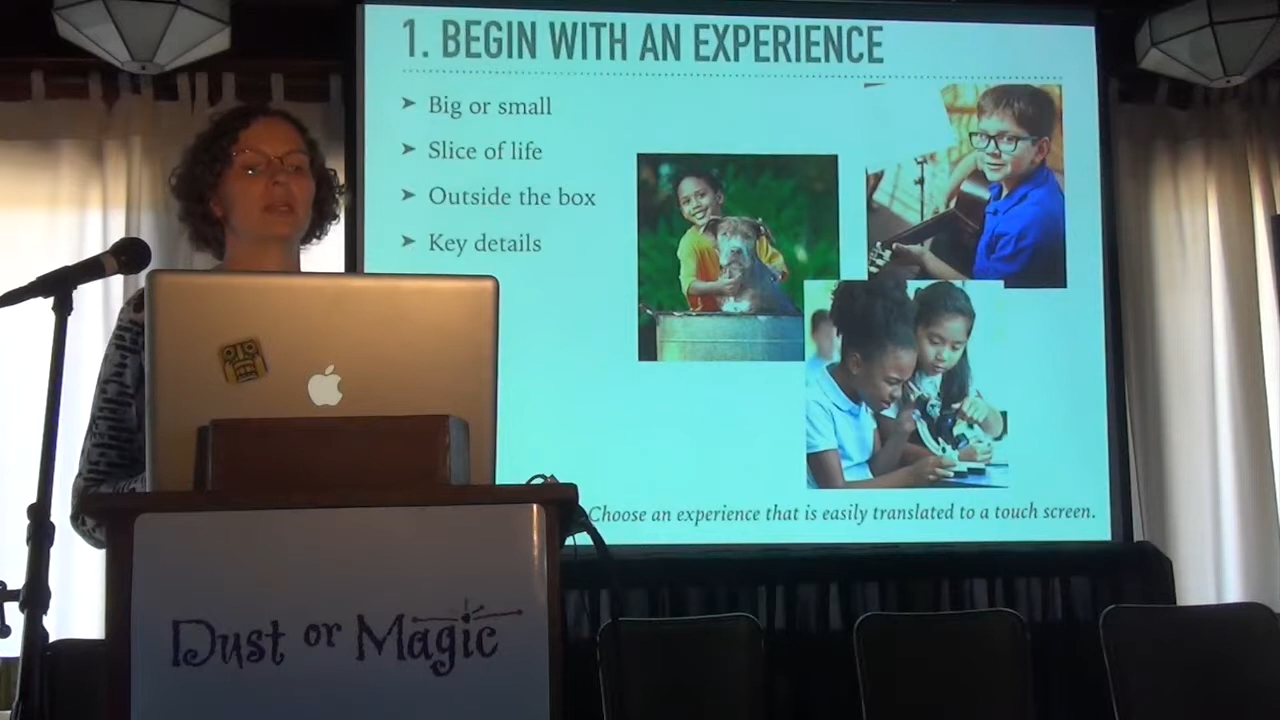 1. BEGIN WITH AN EXPERIENCE
➤ Big or small
➤ Slice of life
➤ Outside the box
➤ Key details
Choose an experience that is easily translated to a touch screen.
Dust or Magic